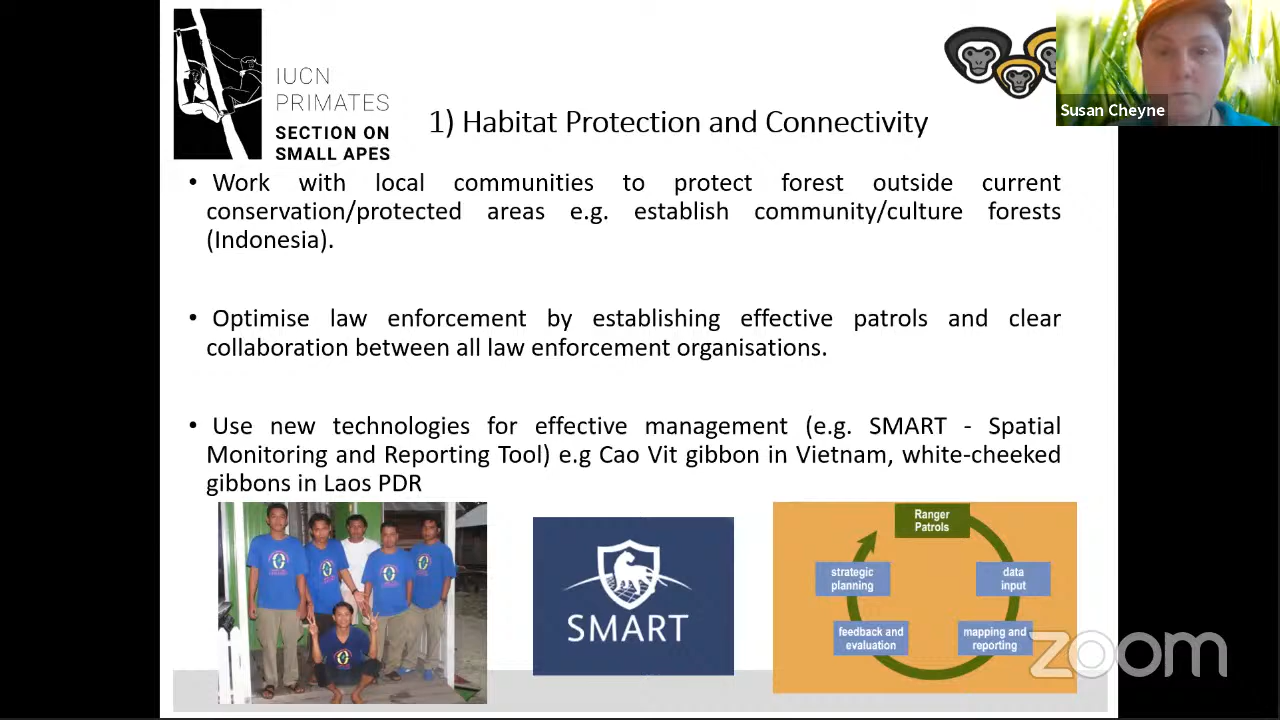 IUCN
PRIMATES
SECTION ON
SMALL APES
Susan Cheyne
1) Habitat Protection and Connectivity
• Work with local communities to protect forest outside current
conservation/protected areas e.g. establish community/culture forests
(Indonesia).
• Optimise law enforcement by establishing effective patrols and clear
collaboration between all law enforcement organisations.
• Use new technologies for effective management (e.g. SMART - Spatial
Monitoring and Reporting Tool) e.g Cao Vit gibbon in Vietnam, white-cheeked
gibbons in Laos PDR
SMART
Ranger
Patrols
data
input
mapping and
reporting
feedback and
evaluation
strategic
planning
zoom